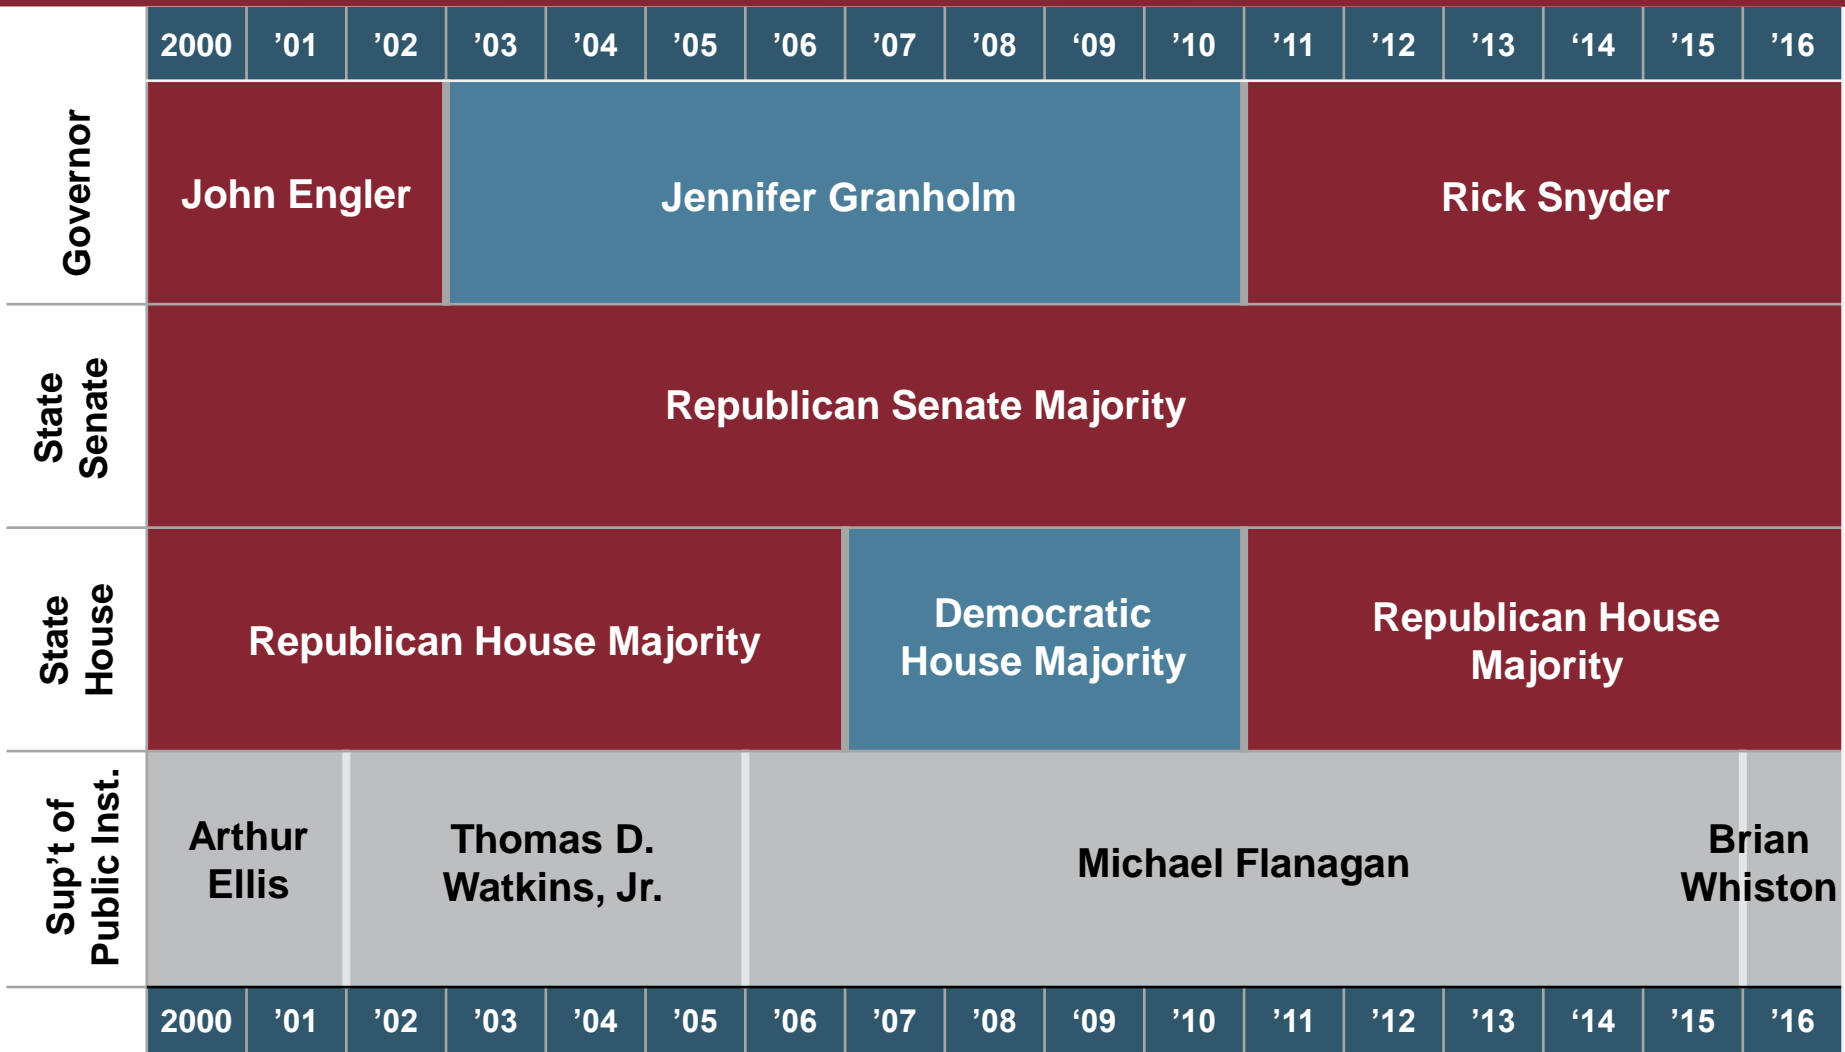 2000 ’01 ’02 ’03 ’04 ’05 ’06 ’07 ’08 ‘09 ’10 ’11 ’12 ’13 ‘14 ’15 ’16
Governor
John Engler
Jennifer Granholm
Rick Snyder
State
Senate
Republican Senate Majority
State
House
Republican House Majority
Democratic
House Majority
Republican House
Majority
Sup’t of
Public Inst.
Arthur
Ellis
Thomas D.
Watkins, Jr.
Michael Flanagan
Brian
Whiston
2000 ’01 ’02 ’03 ’04 ’05 ’06 ’07 ’08 ‘09 ’10 ’11 ’12 ’13 ‘14 ’15 ’16